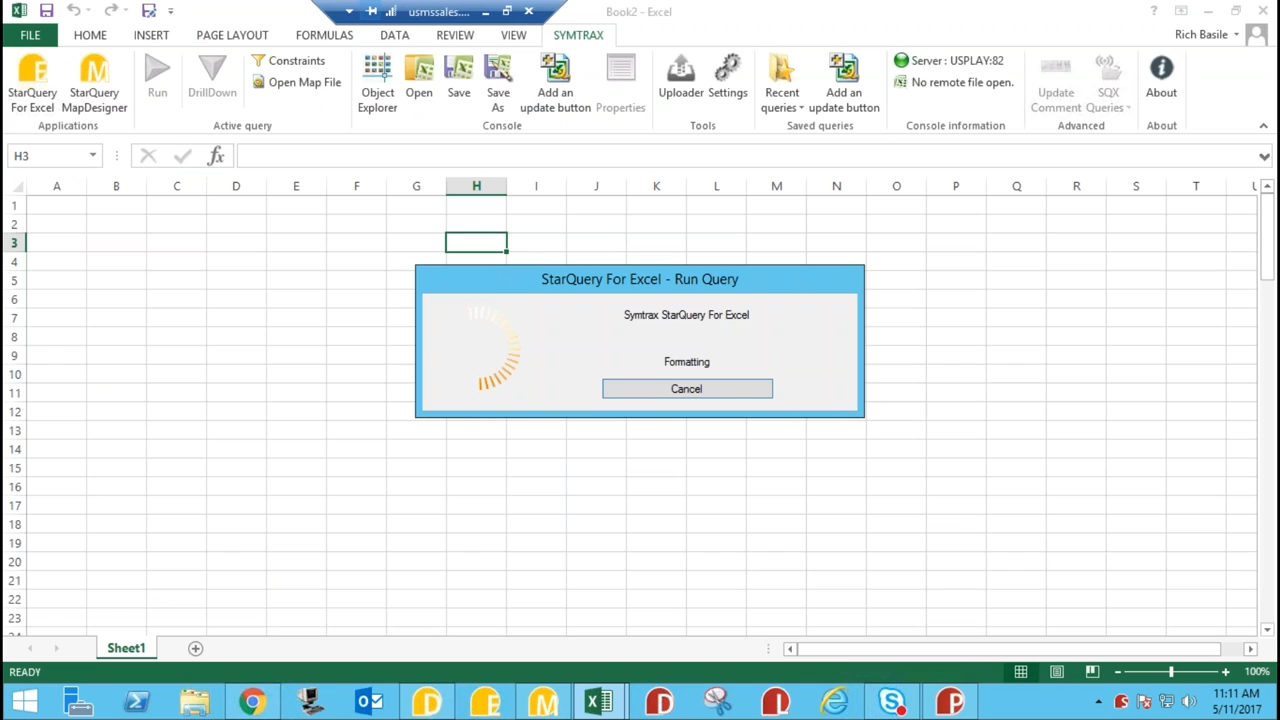 usmssales....
Book2 - Excel
?
FILE HOME INSERT PAGE LAYOUT FORMULAS DATA REVIEW VIEW SYMTRAX
Rich Basile
StarQuery For Excel
StarQuery MapDesigner
Applications
Run
DrillDown
Constraints
Open Map File
Active query
Object Explorer
Open
Save
Save As
Add an update button
Properties
Console
Uploader
Settings
Tools
Recent queries
Add an update button
Saved queries
Server : USPLAY:82
No remote file open.
Console information
Update Comment
SQX Queries
Advanced
About
About
H3
fx
A B C D E F G H I J K L M N O P Q R S T U
1
2
3
4
5
6
7
8
9
10
11
12
13
14
15
16
17
18
19
20
21
22
23
24
StarQuery For Excel - Run Query
Symtrax StarQuery For Excel
Formatting
Cancel
Sheet1
READY
100%
11:11 AM
5/11/2017